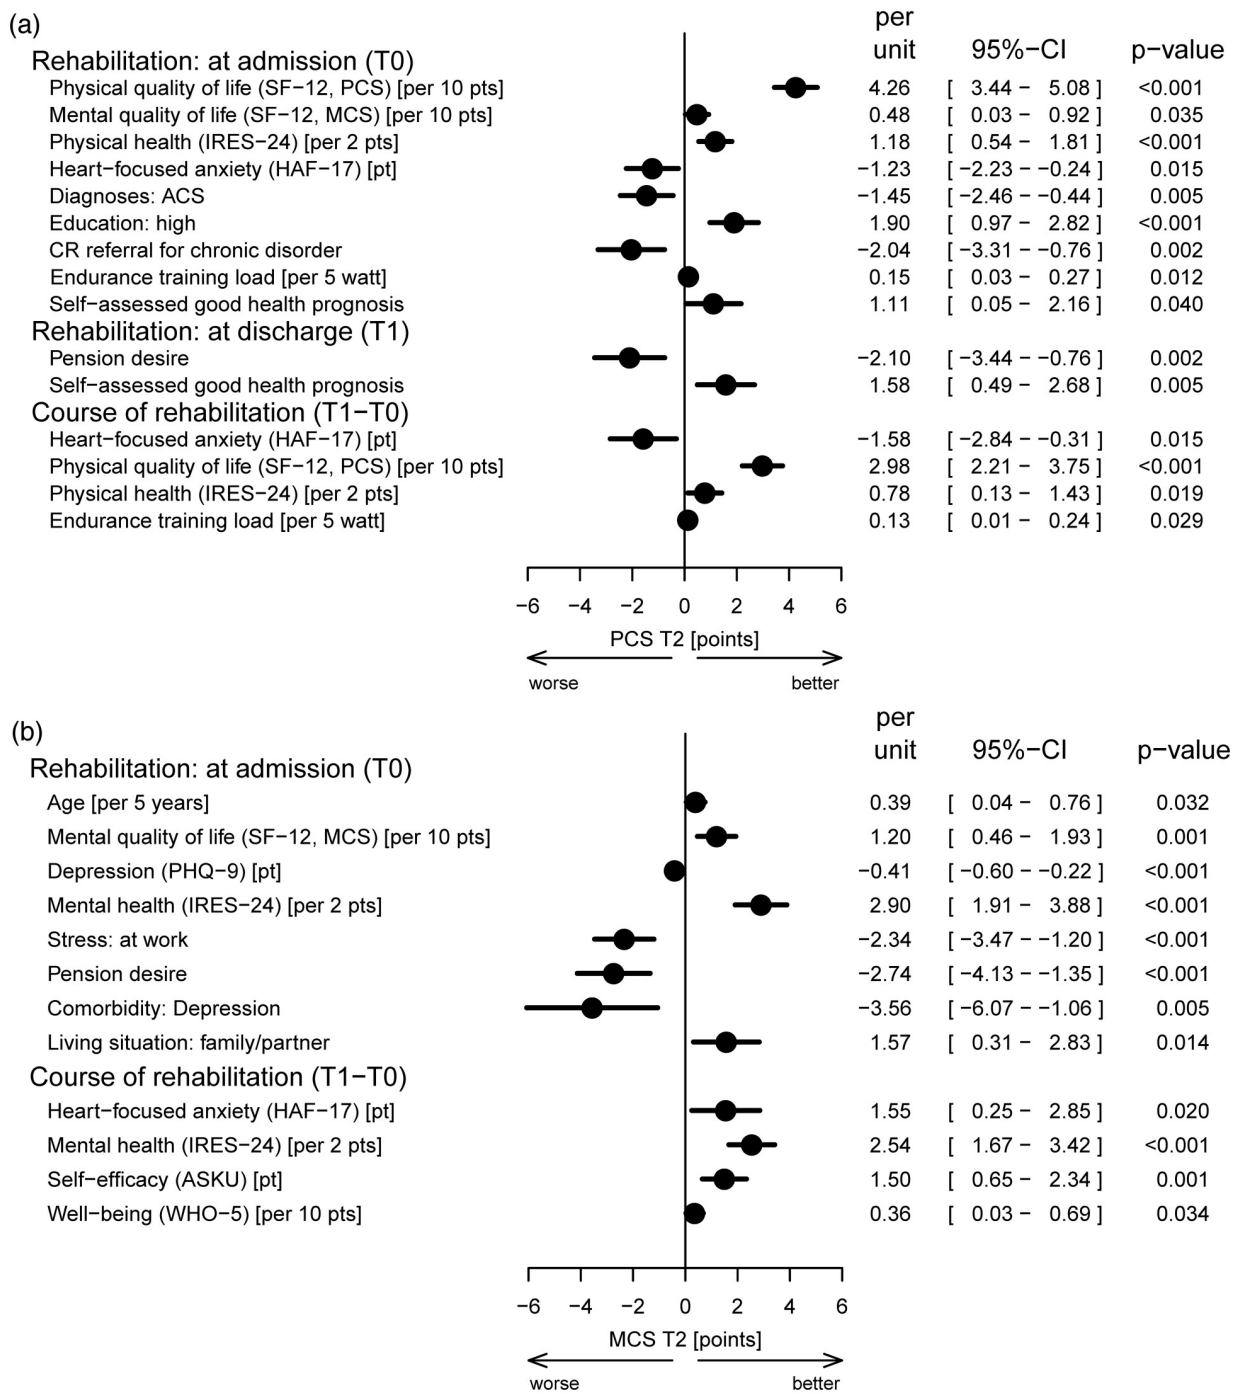 (a)
per
unit 95%−CI p−value
Rehabilitation: at admission (T0)
Physical quality of life (SF−12, PCS) [per 10 pts] 4.26 [ 3.44 − 5.08 ] <0.001
Mental quality of life (SF−12, MCS) [per 10 pts] 0.48 [ 0.03 − 0.92 ] 0.035
Physical health (IRES−24) [per 2 pts] 1.18 [ 0.54 − 1.81 ] <0.001
Heart−focused anxiety (HAF−17) [pt] −1.23 [ −2.23 − −0.24 ] 0.015
Diagnoses: ACS −1.45 [ −2.46 − −0.44 ] 0.005
Education: high 1.90 [ 0.97 − 2.82 ] <0.001
CR referral for chronic disorder −2.04 [ −3.31 − −0.76 ] 0.002
Endurance training load [per 5 watt] 0.15 [ 0.03 − 0.27 ] 0.012
Self−assessed good health prognosis 1.11 [ 0.05 − 2.16 ] 0.040
Rehabilitation: at discharge (T1)
Pension desire −2.10 [ −3.44 − −0.76 ] 0.002
Self−assessed good health prognosis 1.58 [ 0.49 − 2.68 ] 0.005
Course of rehabilitation (T1−T0)
Heart−focused anxiety (HAF−17) [pt] −1.58 [ −2.84 − −0.31 ] 0.015
Physical quality of life (SF−12, PCS) [per 10 pts] 2.98 [ 2.21 − 3.75 ] <0.001
Physical health (IRES−24) [per 2 pts] 0.78 [ 0.13 − 1.43 ] 0.019
Endurance training load [per 5 watt] 0.13 [ 0.01 − 0.24 ] 0.029
−6 −4 −2 0 2 4 6
PCS T2 [points]
worse better
(b)
per
unit 95%−CI p−value
Rehabilitation: at admission (T0)
Age [per 5 years] 0.39 [ 0.04 − 0.76 ] 0.032
Mental quality of life (SF−12, MCS) [per 10 pts] 1.20 [ 0.46 − 1.93 ] 0.001
Depression (PHQ−9) [pt] −0.41 [ −0.60 − −0.22 ] <0.001
Mental health (IRES−24) [per 2 pts] 2.90 [ 1.91 − 3.88 ] <0.001
Stress: at work −2.34 [ −3.47 − −1.20 ] <0.001
Pension desire −2.74 [ −4.13 − −1.35 ] <0.001
Comorbidity: Depression −3.56 [ −6.07 − −1.06 ] 0.005
Living situation: family/partner 1.57 [ 0.31 − 2.83 ] 0.014
Course of rehabilitation (T1−T0)
Heart−focused anxiety (HAF−17) [pt] 1.55 [ 0.25 − 2.85 ] 0.020
Mental health (IRES−24) [per 2 pts] 2.54 [ 1.67 − 3.42 ] <0.001
Self−efficacy (ASKU) [pt] 1.50 [ 0.65 − 2.34 ] 0.001
Well−being (WHO−5) [per 10 pts] 0.36 [ 0.03 − 0.69 ] 0.034
−6 −4 −2 0 2 4 6
MCS T2 [points]
worse better